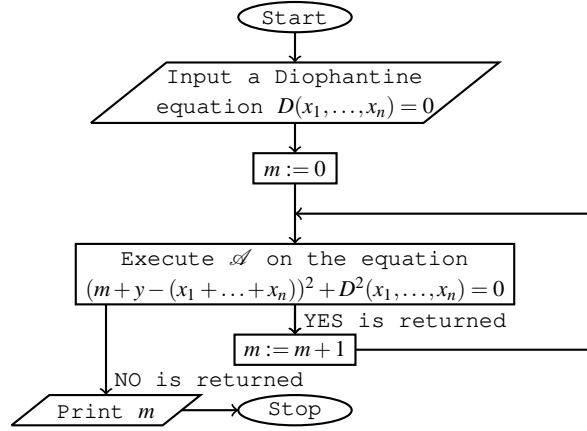 Start
Input a Diophantine
equation D(x₁,…,xₙ)=0
m:=0
Execute 𝒜 on the equation
(m+y−(x₁+…+xₙ))²+D²(x₁,…,xₙ)=0
YES is returned
m:=m+1
NO is returned
Print m
Stop